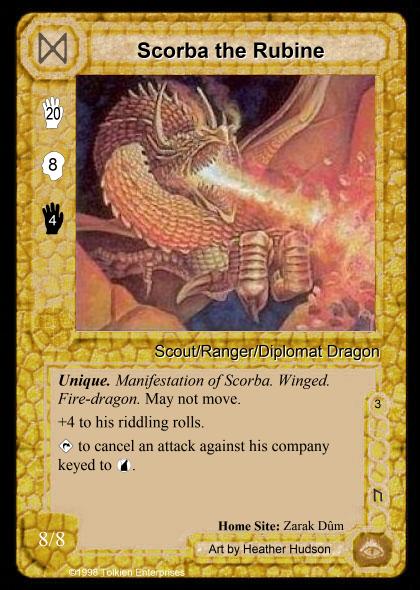 ᛞ
Scorba the Rubine
20
8
4
Scout/Ranger/Diplomat Dragon
Unique. Manifestation of Scorba. Winged.
Fire-dragon. May not move.
+4 to his riddling rolls.
to cancel an attack against his company
keyed to .
3
ᚢ
Home Site: Zarak Dûm
8/8
Art by Heather Hudson
©1998 Tolkien Enterprises